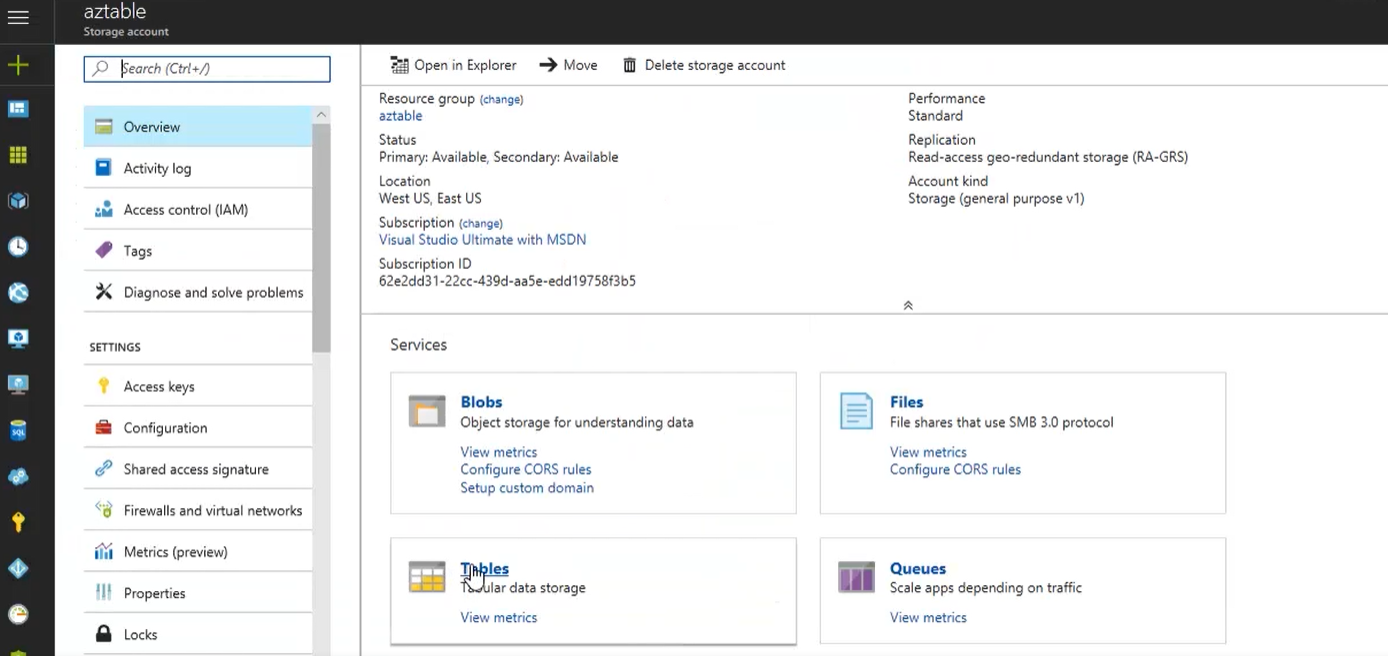 aztable
Storage account
Search (Ctrl+/)
Overview
Activity log
Access control (IAM)
Tags
Diagnose and solve problems
SETTINGS
Access keys
Configuration
Shared access signature
Firewalls and virtual networks
Metrics (preview)
Properties
Locks
Open in Explorer
Move
Delete storage account
Resource group (change)
aztable
Status
Primary: Available, Secondary: Available
Location
West US, East US
Subscription (change)
Visual Studio Ultimate with MSDN
Subscription ID
62e2dd31-22cc-439d-aa5e-edd19758f3b5
Performance
Standard
Replication
Read-access geo-redundant storage (RA-GRS)
Account kind
Storage (general purpose v1)
Services
Blobs
Object storage for understanding data
View metrics
Configure CORS rules
Setup custom domain
Files
File shares that use SMB 3.0 protocol
View metrics
Configure CORS rules
Tables
Tabular data storage
View metrics
Queues
Scale apps depending on traffic
View metrics
SQL